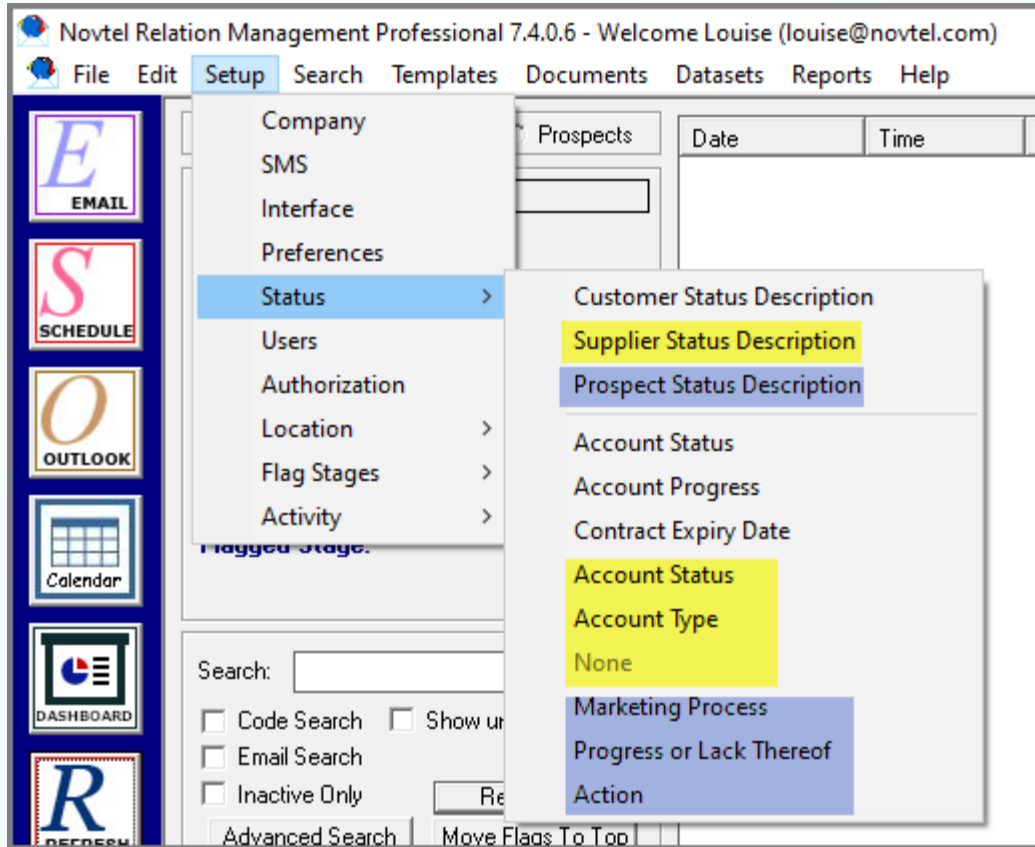 Novtel Relation Management Professional 7.4.0.6 - Welcome Louise (louise@novtel.com)
File Edit Setup Search Templates Documents Datasets Reports Help
E
EMAIL
S
SCHEDULE
O
OUTLOOK
Calendar
DASHBOARD
R
REFRESH
Company
SMS
Interface
Preferences
Status >
Users
Authorization
Location >
Flag Stages >
Activity >
Prospects
Date Time
Customer Status Description
Supplier Status Description
Prospect Status Description
Account Status
Account Progress
Contract Expiry Date
Account Status
Account Type
None
Marketing Process
Progress or Lack Thereof
Action
Flagged Stage:
Search:
Code Search Show un
Email Search
Inactive Only Re
Advanced Search Move Flags To Top